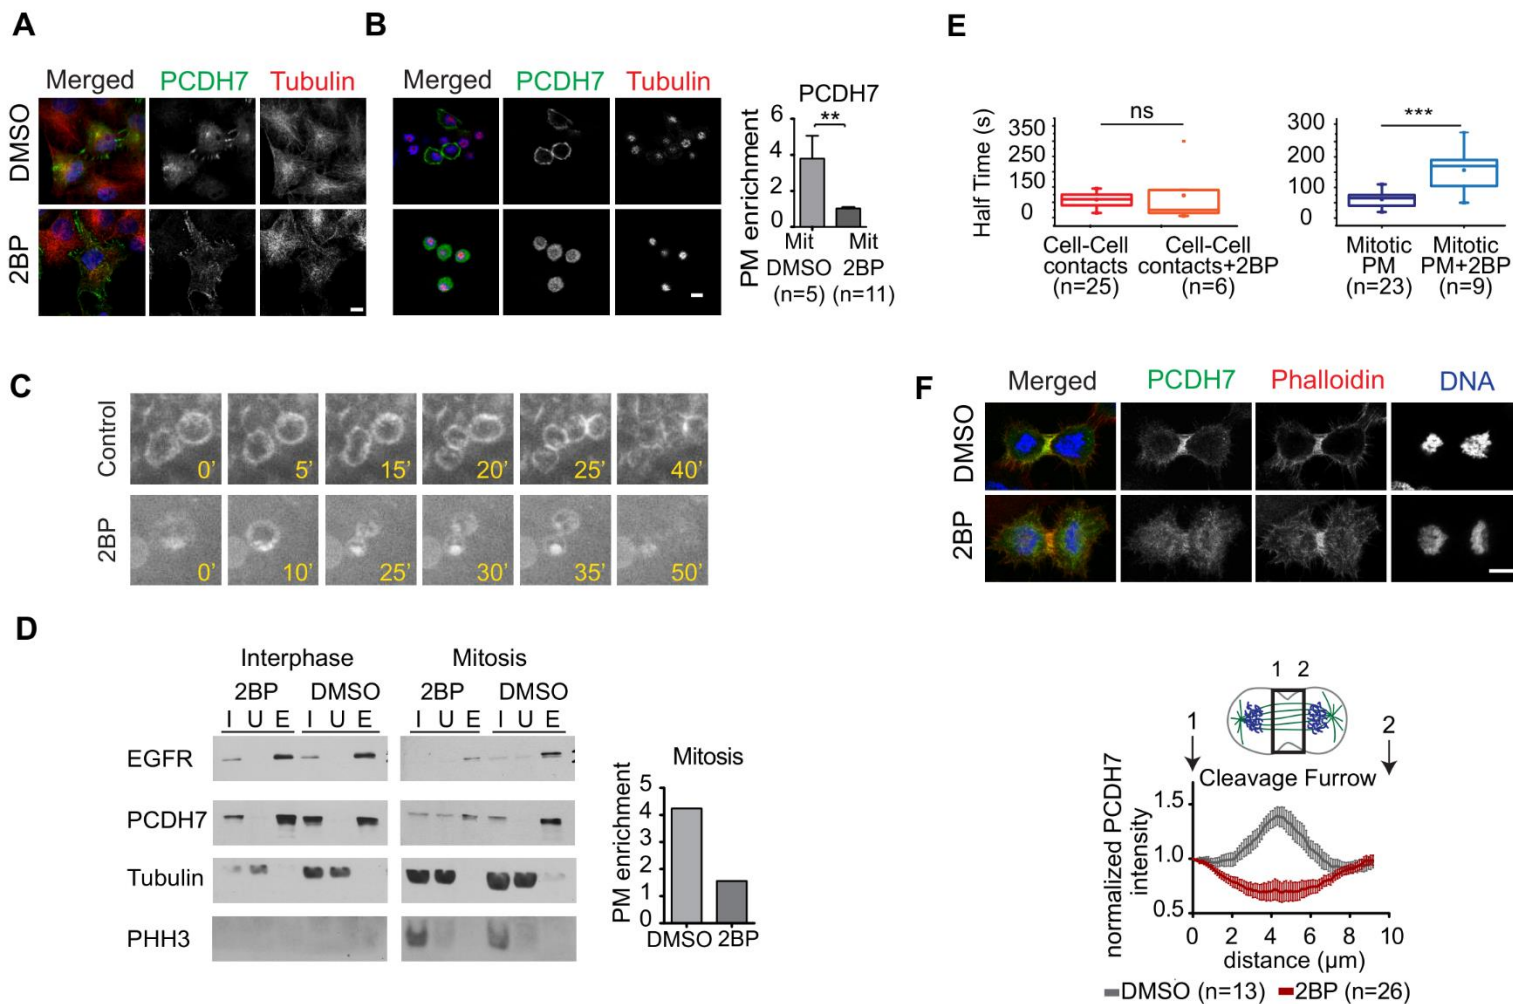 A
Merged PCDH7 Tubulin
DMSO
2BP
B
Merged PCDH7 Tubulin
PCDH7
**
PM enrichment
6
4
2
0
Mit Mit
DMSO 2BP
(n=5) (n=11)
C
Control
0' 5' 15' 20' 25' 40'
2BP
0' 10' 25' 30' 35' 50'
D
Interphase Mitosis
2BP DMSO 2BP DMSO
I U E I U E I U E I U E
EGFR
PCDH7
Tubulin
PHH3
Mitosis
PM enrichment
5
4
3
2
1
0
DMSO 2BP
E
Half Time (s)
350
250
150
0
ns
Cell-Cell contacts (n=25)
Cell-Cell contacts+2BP (n=6)
300
200
100
0
***
Mitotic PM (n=23)
Mitotic PM+2BP (n=9)
F
Merged PCDH7 Phalloidin DNA
DMSO
2BP
1 2
1 2
Cleavage Furrow
normalized PCDH7
intensity
1.5
1.0
0.5
0 2 4 6 8 10
distance (µm)
DMSO (n=13) 2BP (n=26)